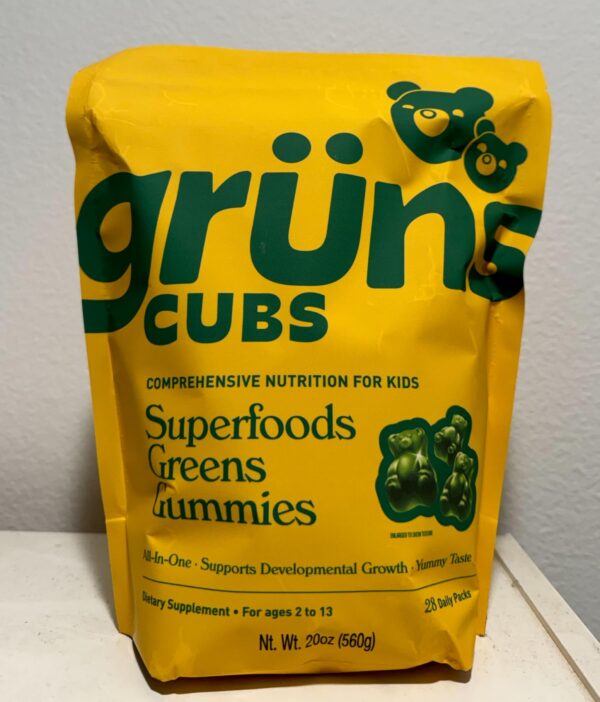 grüns
CUBS
COMPREHENSIVE NUTRITION FOR KIDS
Superfoods
Greens
Gummies
All-In-One · Supports Developmental Growth · Yummy Taste
Dietary Supplement • For ages 2 to 13
28 Daily Packs
Nt. Wt. 20oz (560g)